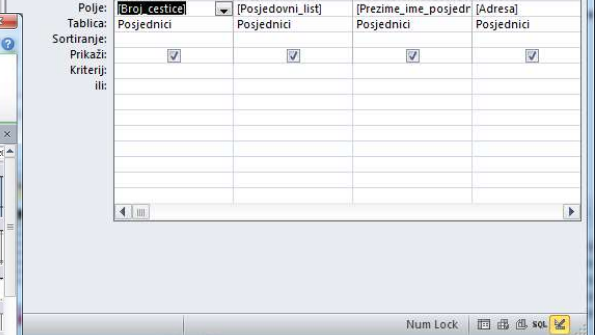 Polje: [Broj_cestice] [Posjedovni_list] [Prezime_ime_posjedr [Adresa]
Tablica: Posjednici Posjednici Posjednici Posjednici
Sortiranje:
Prikaži:
Kriterij:
ili:
Num Lock SQL